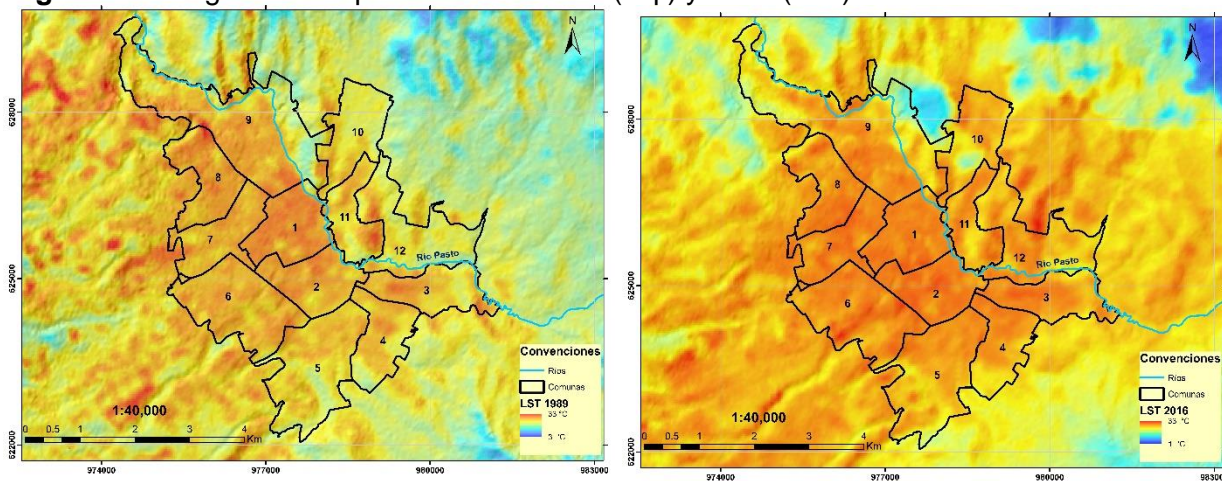 N
628000
625000
622000
9
10
8
11
1
7
12
Río Pasto
2
3
6
4
5
1:40,000
0 0.5 1 2 3 4
Km
Convenciones
Ríos
Comunas
LST 1989
3 °C
974000 977000 980000 983000
N
628000
625000
622000
9
10
8
11
1
7
12
Río Pasto
2
3
6
4
5
1:40,000
0 0.5 1 2 3 4
Km
Convenciones
Ríos
Comunas
LST 2016
1 °C
974000 977000 980000 983000